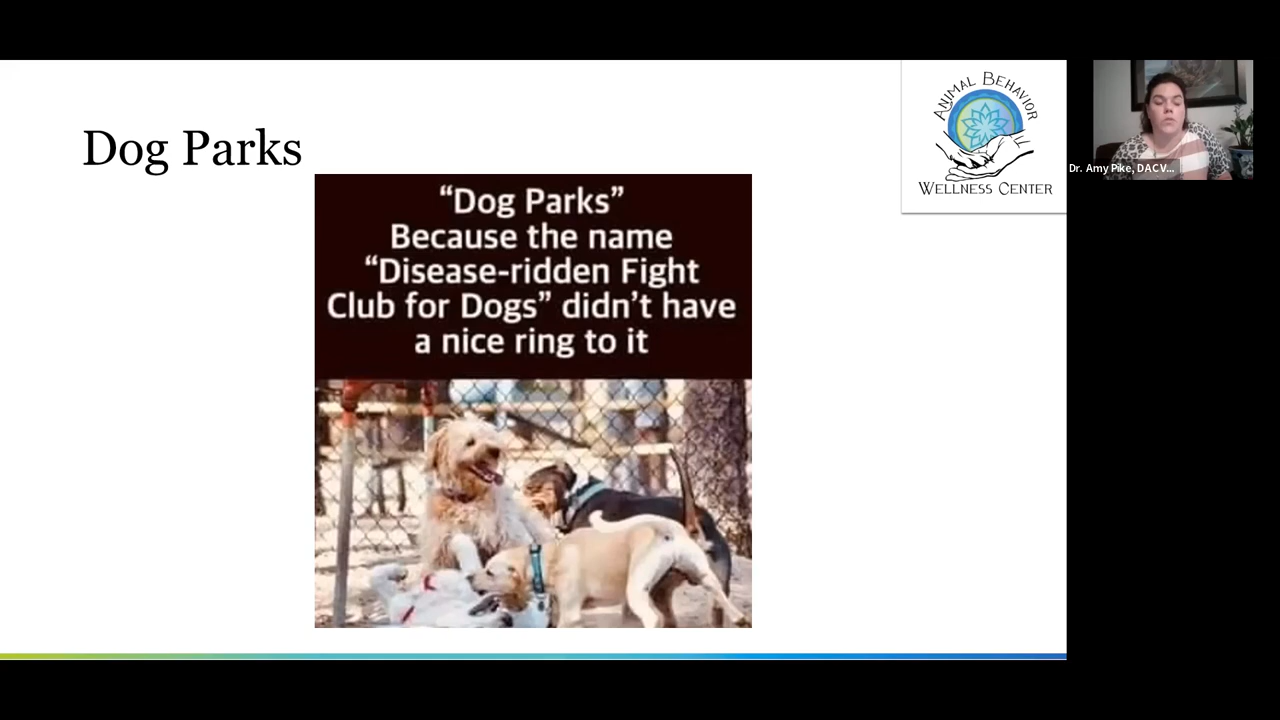 Dog Parks
“Dog Parks”
Because the name
“Disease-ridden Fight
Club for Dogs” didn’t have
a nice ring to it
ANIMAL BEHAVIOR
WELLNESS CENTER
Dr. Amy Pike, DACV...